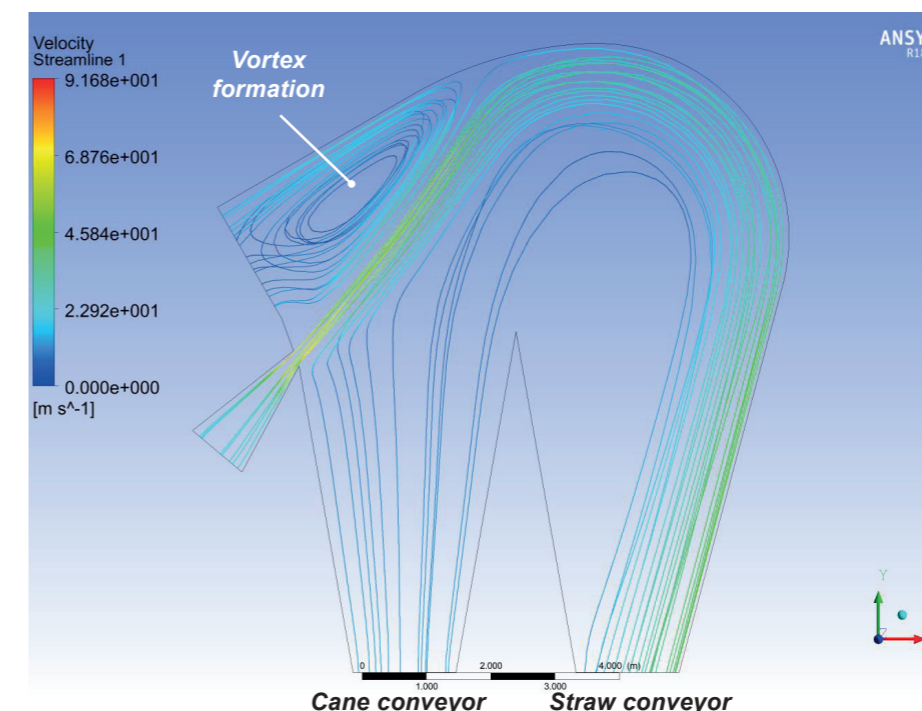 Velocity
Streamline 1
9.168e+001
6.876e+001
4.584e+001
2.292e+001
0.000e+000
[m s^-1]
Vortex
formation
ANSY
R18
Y
Z
0 2.000 4.000 (m)
1.000 3.000
Cane conveyor Straw conveyor